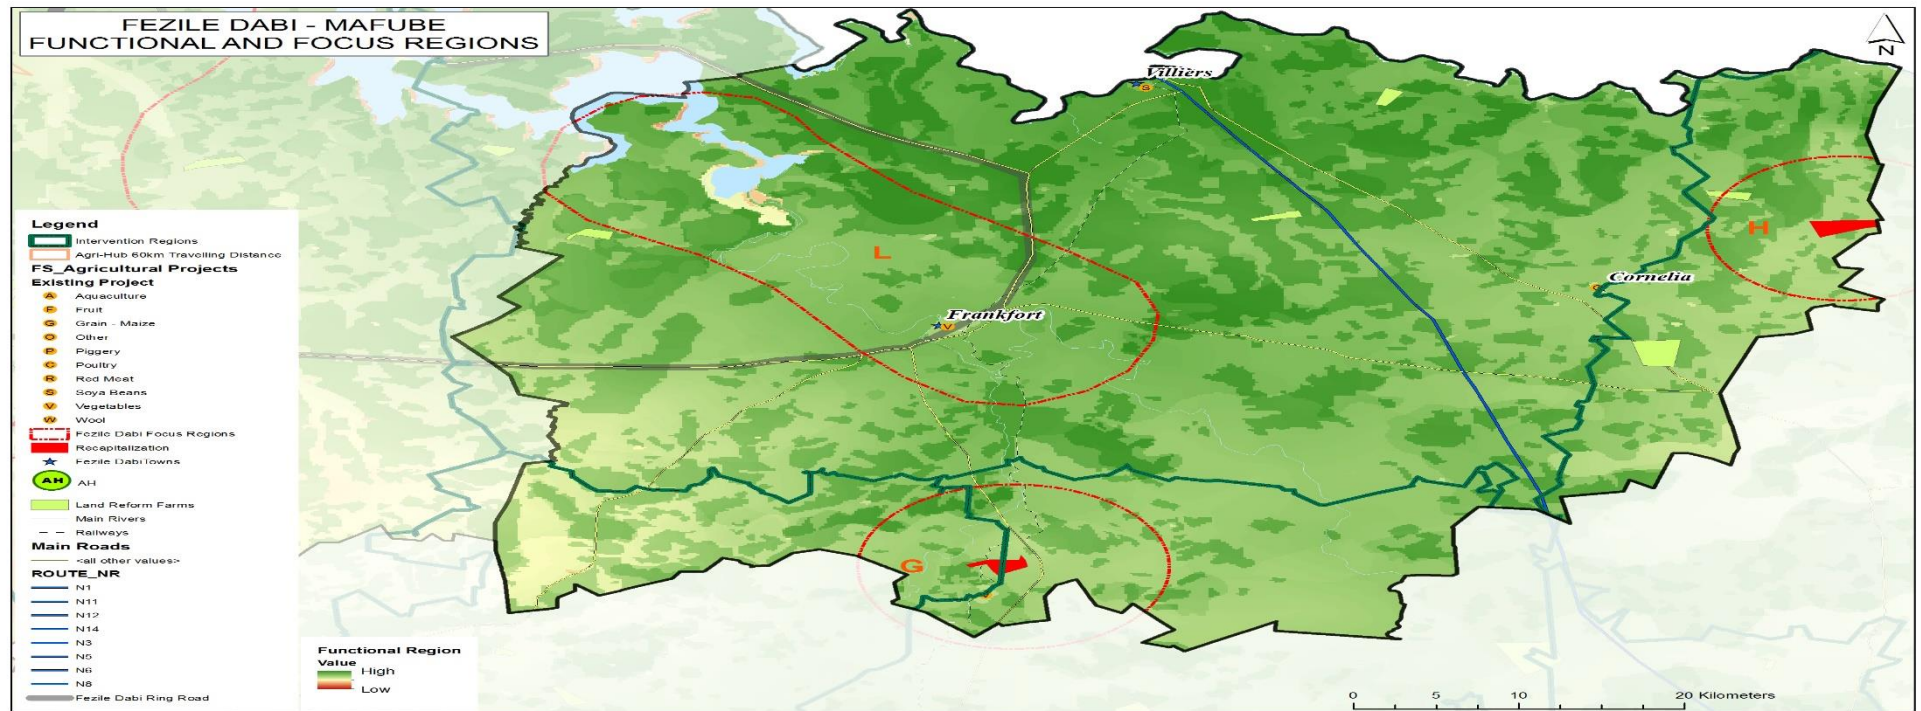 FEZILE DABI - MAFUBE
FUNCTIONAL AND FOCUS REGIONS
N
Villiers
S
H
L
Cornelia
Frankfort
V
G
Legend
Intervention Regions
Agri-Hub 60km Travelling Distance
FS_Agricultural Projects
Existing Project
A Aquaculture
F Fruit
G Grain - Maize
O Other
P Piggery
C Poultry
R Red Meat
S Soya Beans
V Vegetables
W Wool
Fezile Dabi Focus Regions
Recapitalization
Fezile DabiTowns
AH AH
Land Reform Farms
Main Rivers
Railways
Main Roads
<all other values>
ROUTE_NR
N1
N11
N12
N14
N3
N5
N6
N8
Fezile Dabi Ring Road
Functional Region
Value
High
Low
0 5 10 20 Kilometers